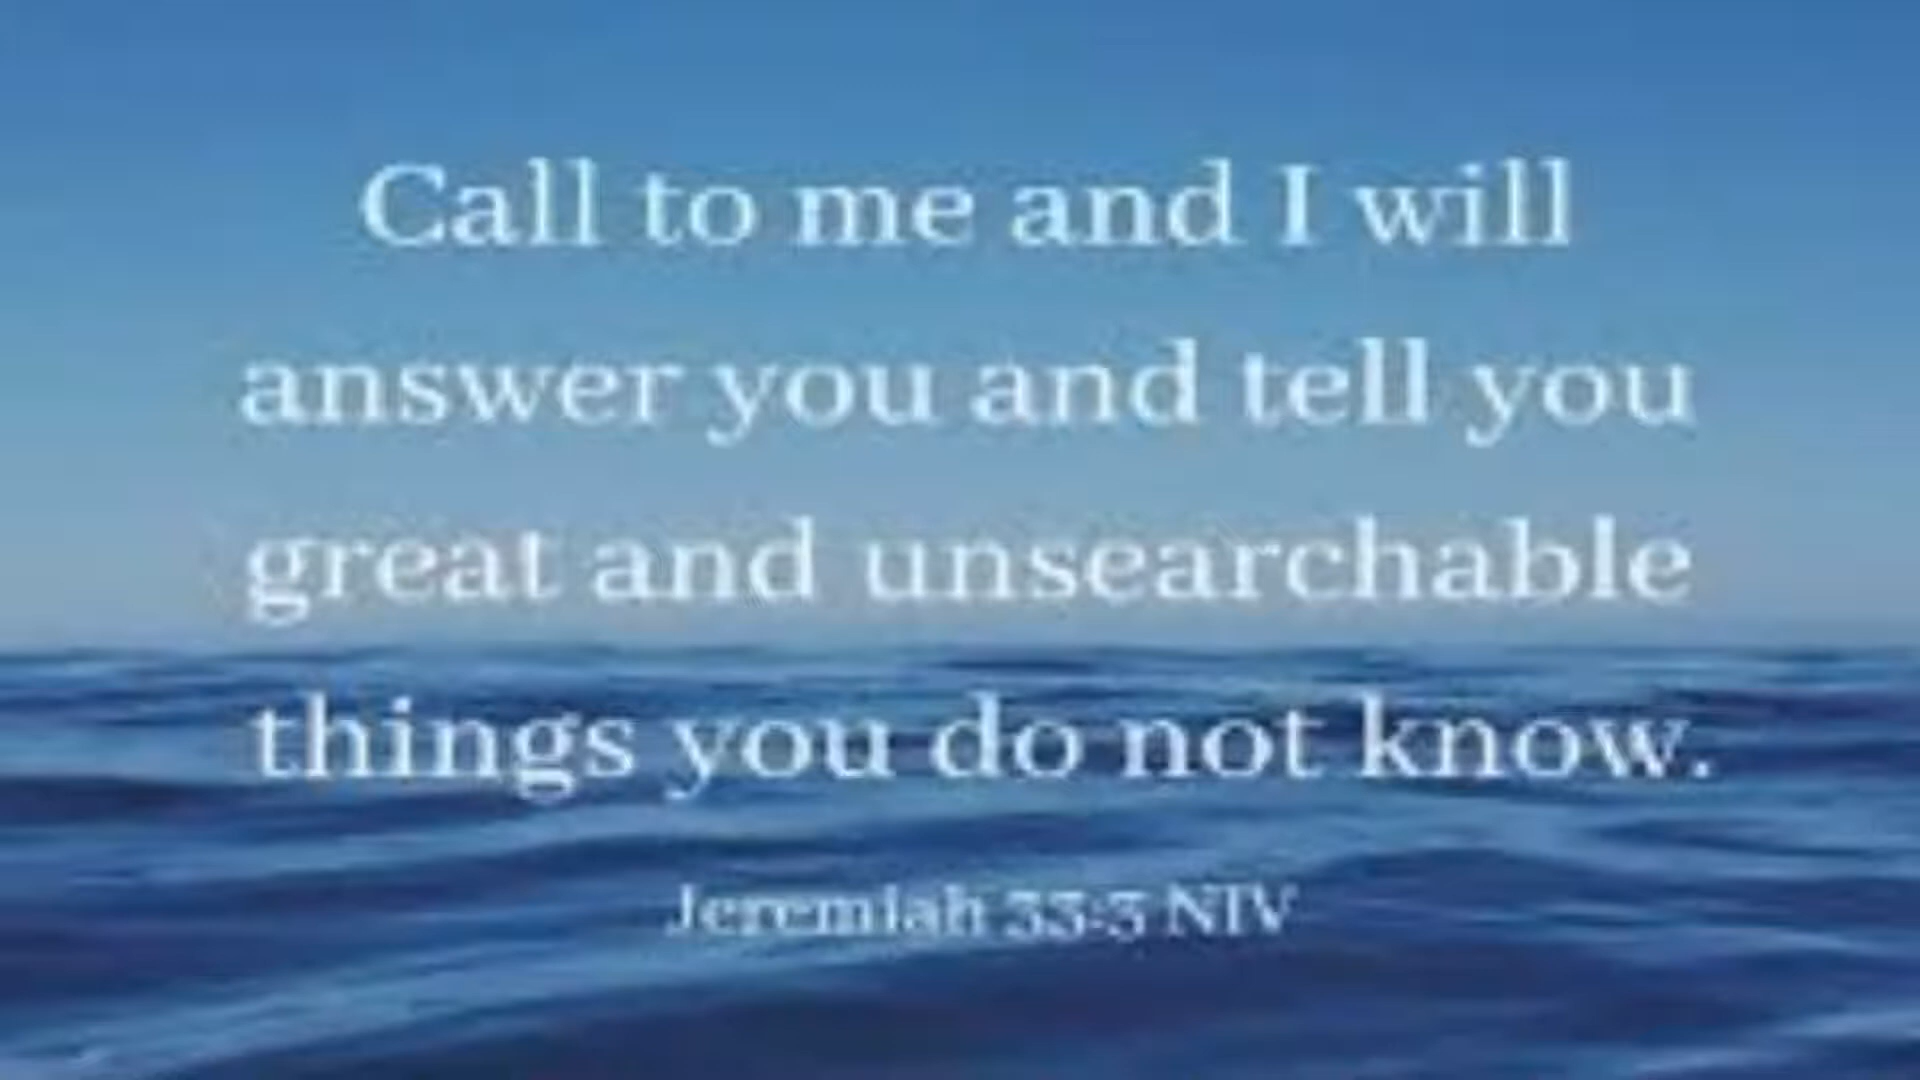 Call to me and I will
answer you and tell you
great and unsearchable
things you do not know.
Jeremiah 33:3 NIV